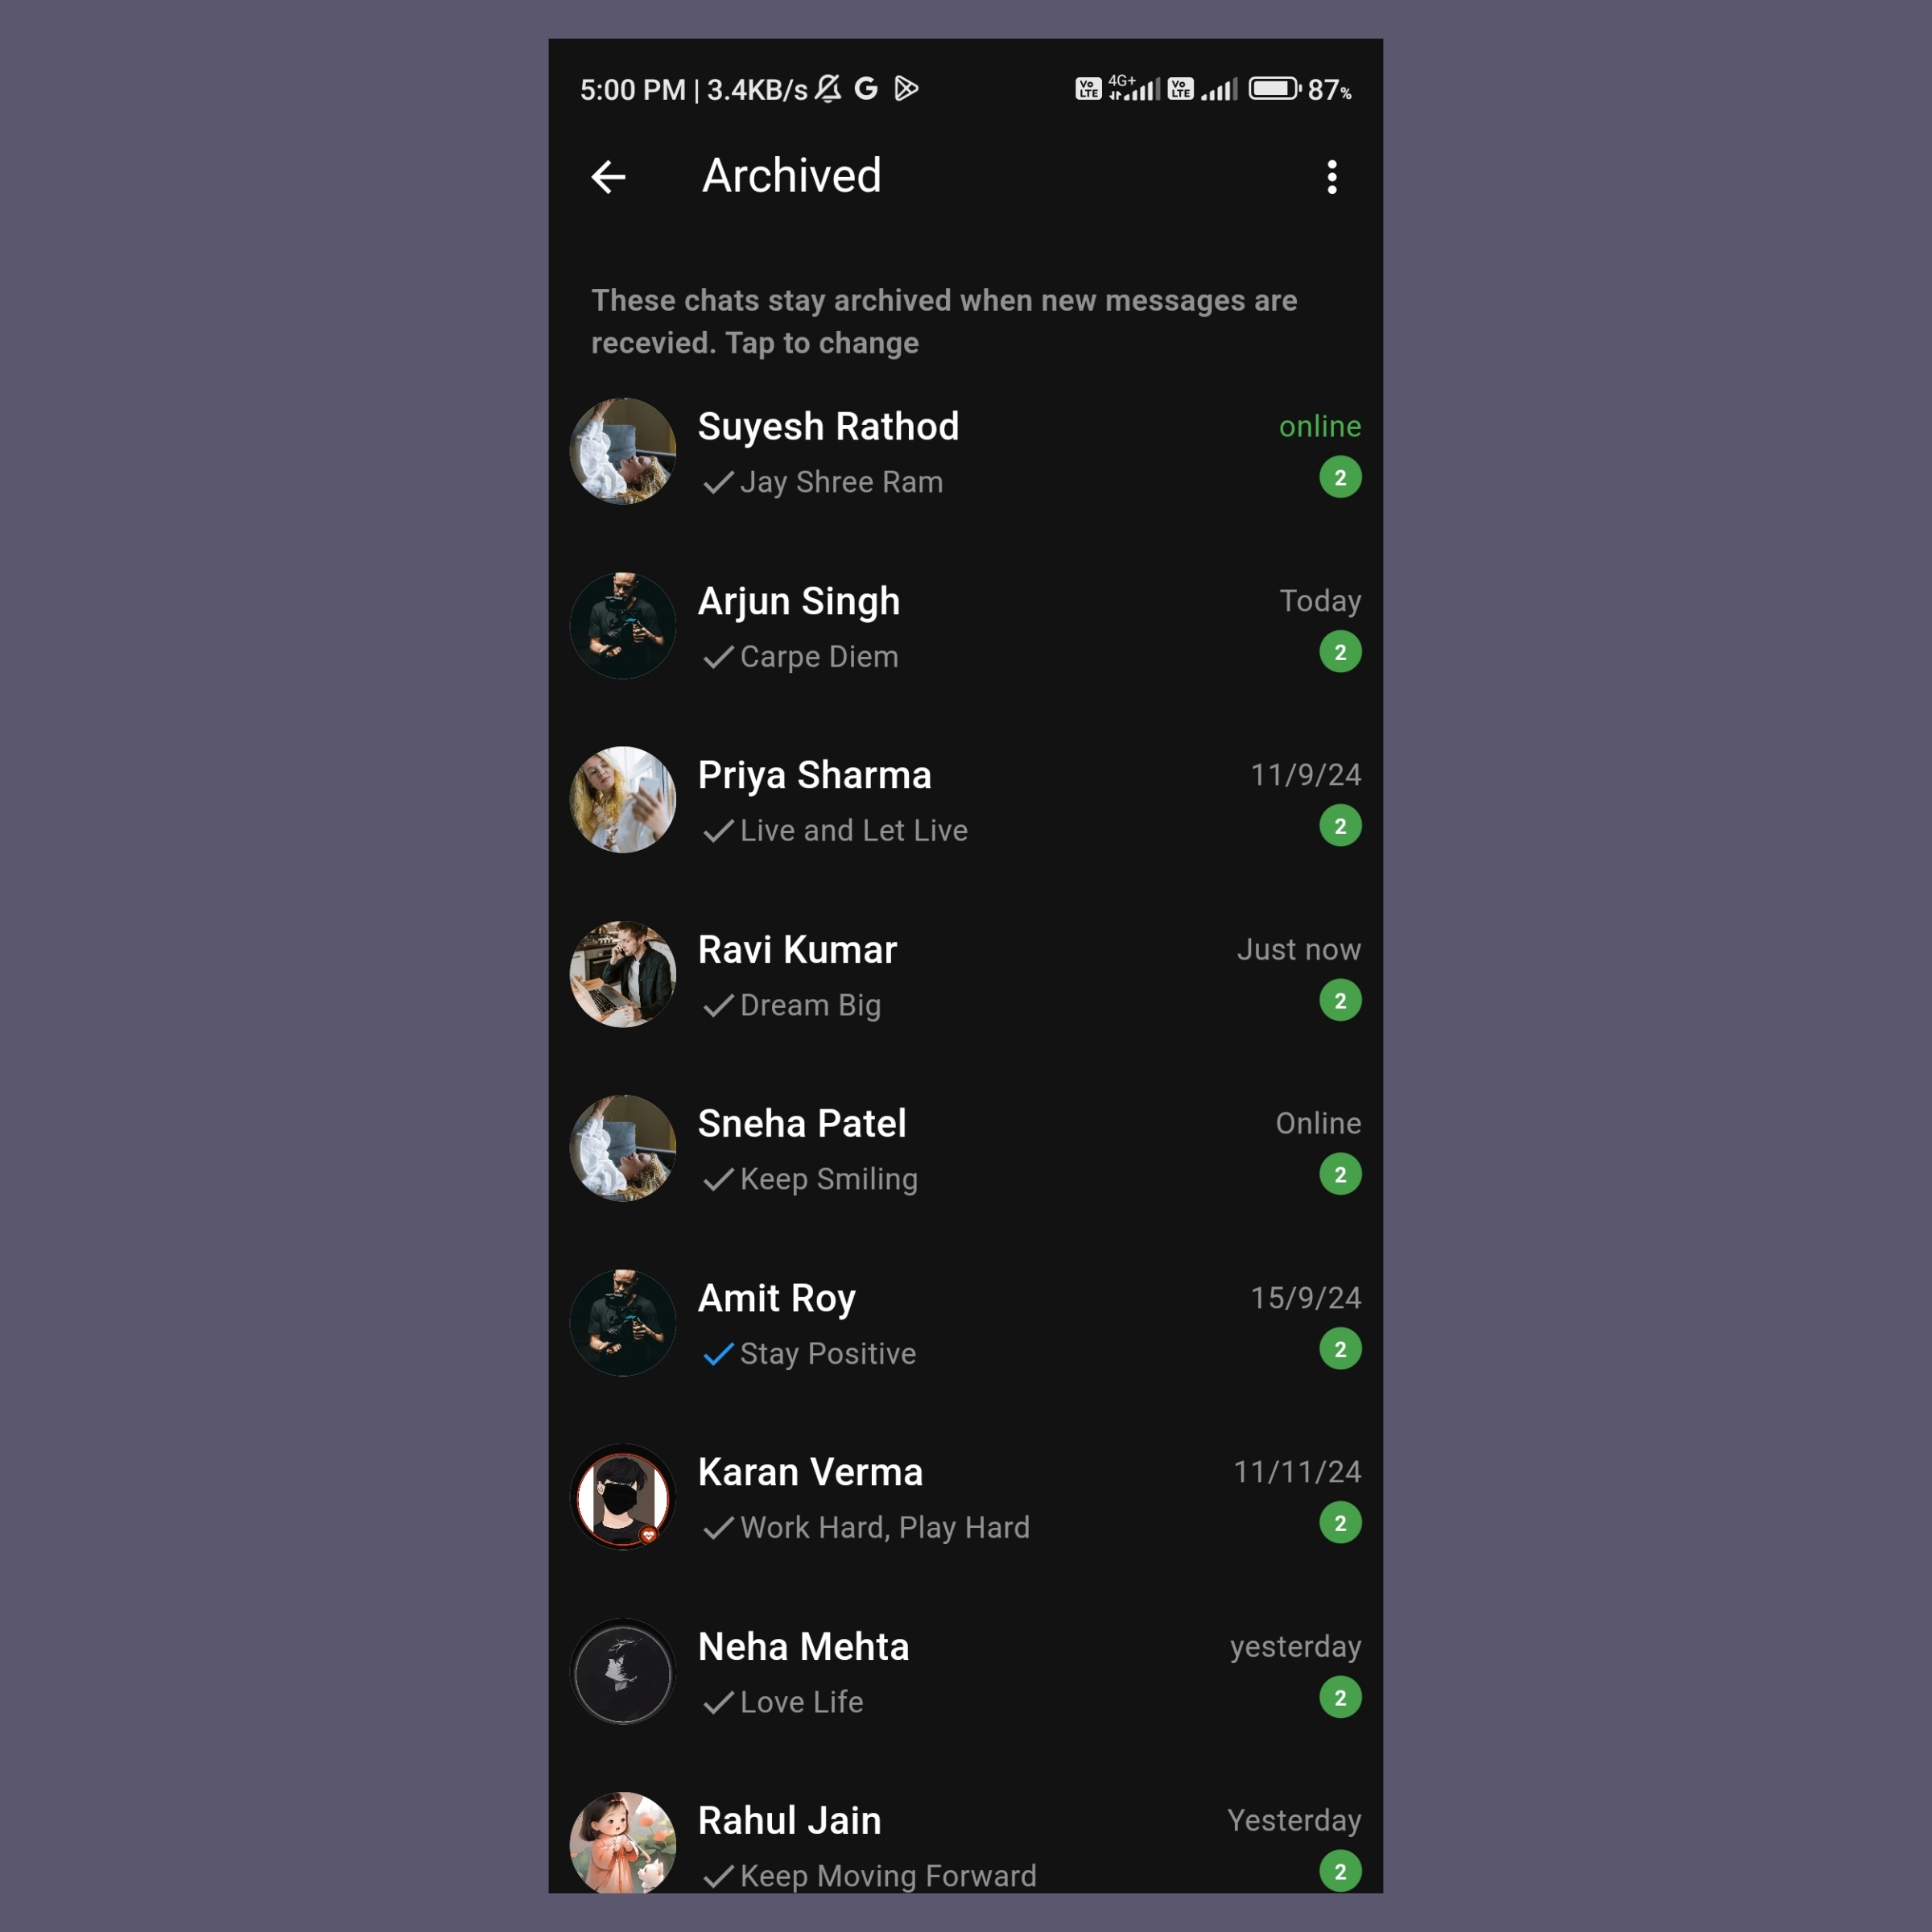 5:00 PM | 3.4KB/s G Vo LTE 4G+ Vo LTE 87%
Archived
These chats stay archived when new messages are
recevied. Tap to change
Suyesh Rathod online
Jay Shree Ram 2
Arjun Singh Today
Carpe Diem 2
Priya Sharma 11/9/24
Live and Let Live 2
Ravi Kumar Just now
Dream Big 2
Sneha Patel Online
Keep Smiling 2
Amit Roy 15/9/24
Stay Positive 2
Karan Verma 11/11/24
Work Hard, Play Hard 2
Neha Mehta yesterday
Love Life 2
Rahul Jain Yesterday
Keep Moving Forward 2